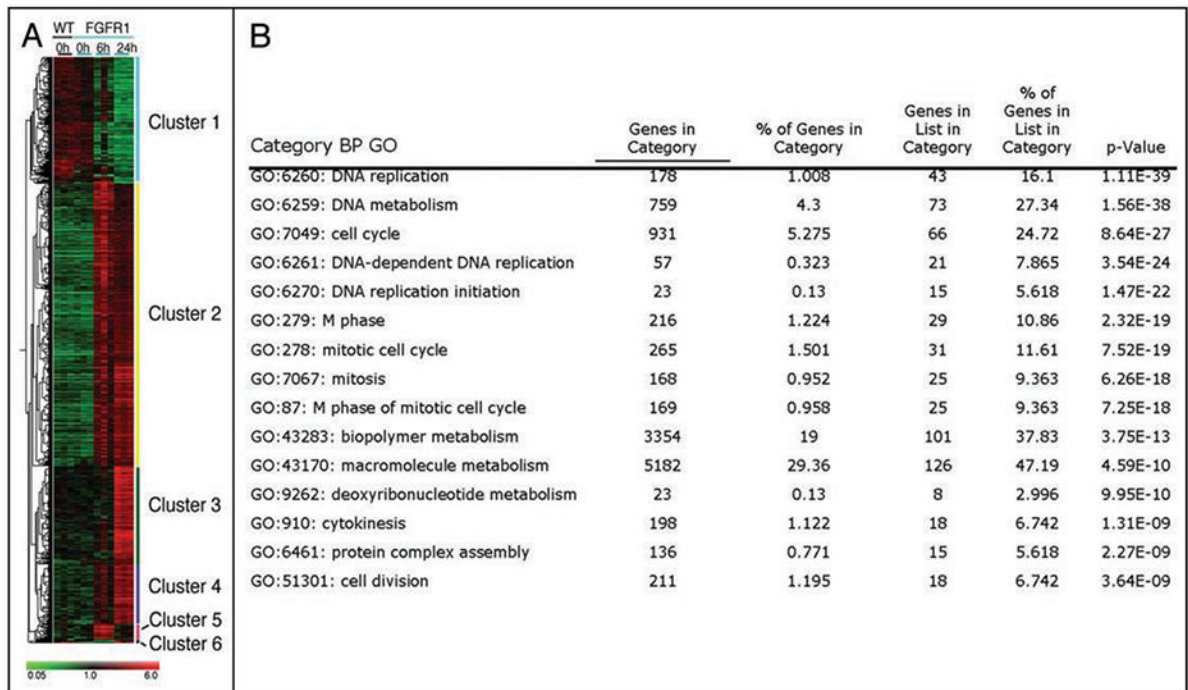 A
WT FGFR1
0h 0h 6h 24h
Cluster 1
Cluster 2
Cluster 3
Cluster 4
Cluster 5
Cluster 6
0.05 1.0 6.0
B
Category BP GO Genes in Category % of Genes in Category Genes in List in Category % of Genes in List in Category p-Value
GO:6260: DNA replication 178 1.008 43 16.1 1.11E-39
GO:6259: DNA metabolism 759 4.3 73 27.34 1.56E-38
GO:7049: cell cycle 931 5.275 66 24.72 8.64E-27
GO:6261: DNA-dependent DNA replication 57 0.323 21 7.865 3.54E-24
GO:6270: DNA replication initiation 23 0.13 15 5.618 1.47E-22
GO:279: M phase 216 1.224 29 10.86 2.32E-19
GO:278: mitotic cell cycle 265 1.501 31 11.61 7.52E-19
GO:7067: mitosis 168 0.952 25 9.363 6.26E-18
GO:87: M phase of mitotic cell cycle 169 0.958 25 9.363 7.25E-18
GO:43283: biopolymer metabolism 3354 19 101 37.83 3.75E-13
GO:43170: macromolecule metabolism 5182 29.36 126 47.19 4.59E-10
GO:9262: deoxyribonucleotide metabolism 23 0.13 8 2.996 9.95E-10
GO:910: cytokinesis 198 1.122 18 6.742 1.31E-09
GO:6461: protein complex assembly 136 0.771 15 5.618 2.27E-09
GO:51301: cell division 211 1.195 18 6.742 3.64E-09